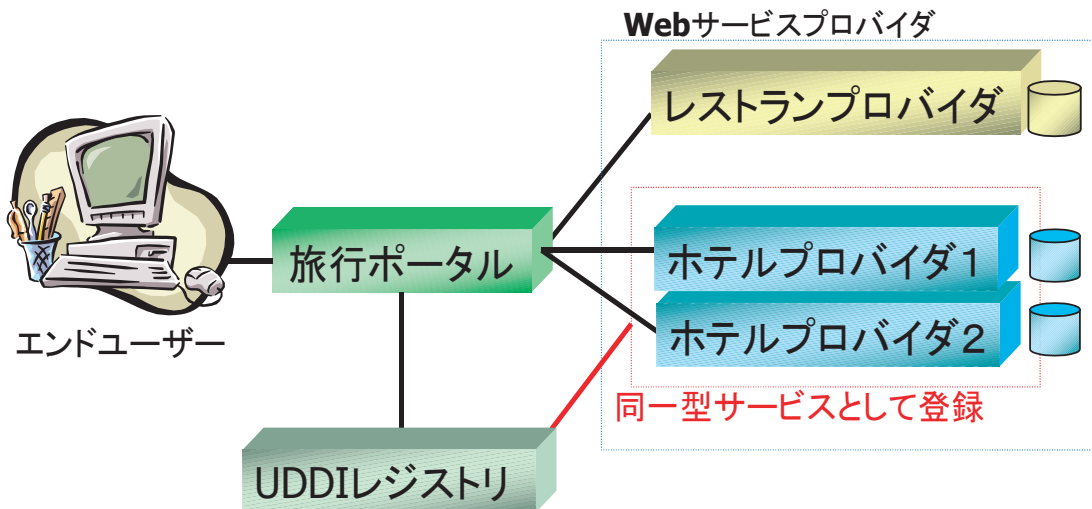 Webサービスプロバイダ
レストランプロバイダ
旅行ポータル
ホテルプロバイダ1
ホテルプロバイダ2
エンドユーザー
同一型サービスとして登録
UDDIレジストリ